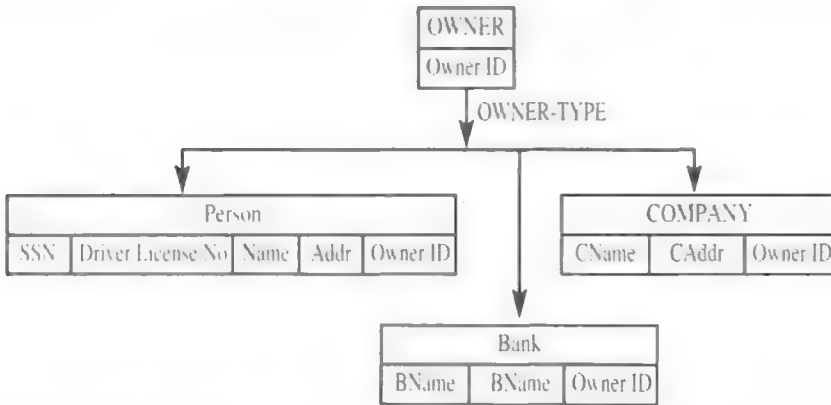 OWNER
Owner ID
OWNER-TYPE
Person
SSN Driver License No Name Addr Owner ID
COMPANY
CName CAddr Owner ID
Bank
BName BName Owner ID